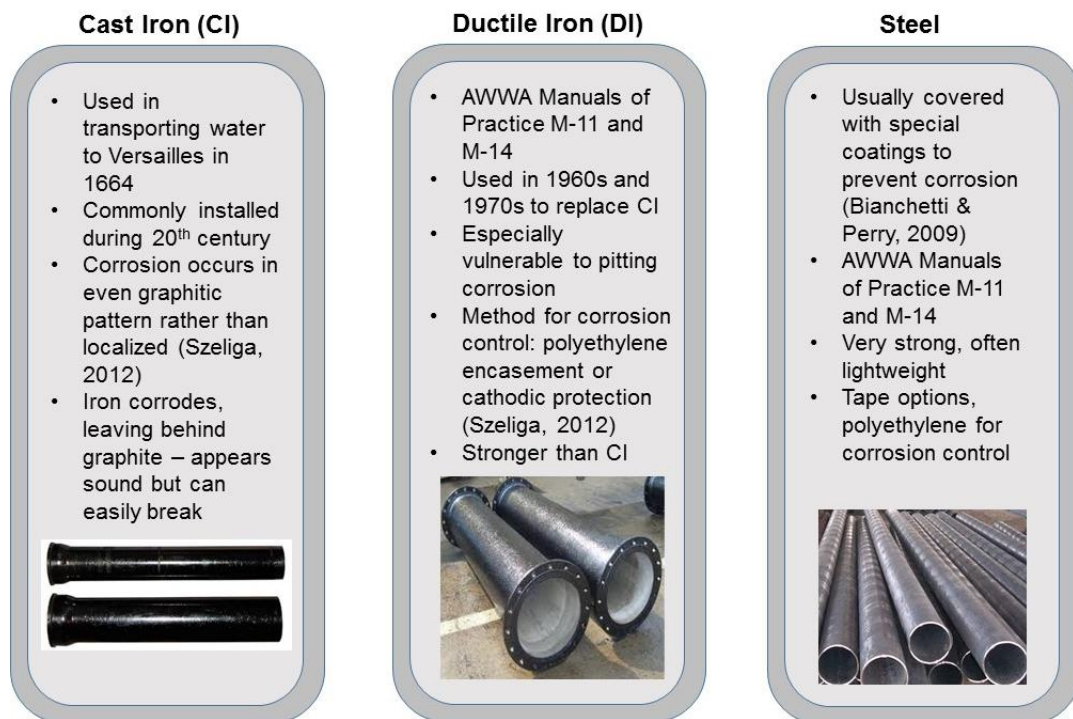 Cast Iron (CI)
• Used in
transporting water
to Versailles in
1664
• Commonly installed
during 20th century
• Corrosion occurs in
even graphitic
pattern rather than
localized (Szeliga,
2012)
• Iron corrodes,
leaving behind
graphite – appears
sound but can
easily break
Ductile Iron (DI)
• AWWA Manuals of
Practice M-11 and
M-14
• Used in 1960s and
1970s to replace CI
• Especially
vulnerable to pitting
corrosion
• Method for corrosion
control: polyethylene
encasement or
cathodic protection
(Szeliga, 2012)
• Stronger than CI
Steel
• Usually covered
with special
coatings to
prevent corrosion
(Bianchetti &
Perry, 2009)
• AWWA Manuals
of Practice M-11
and M-14
• Very strong, often
lightweight
• Tape options,
polyethylene for
corrosion control